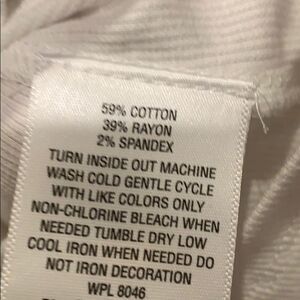 59% COTTON
39% RAYON
2% SPANDEX
TURN INSIDE OUT MACHINE
WASH COLD GENTLE CYCLE
WITH LIKE COLORS ONLY
NON-CHLORINE BLEACH WHEN
NEEDED TUMBLE DRY LOW
COOL IRON WHEN NEEDED DO
NOT IRON DECORATION
WPL 8046